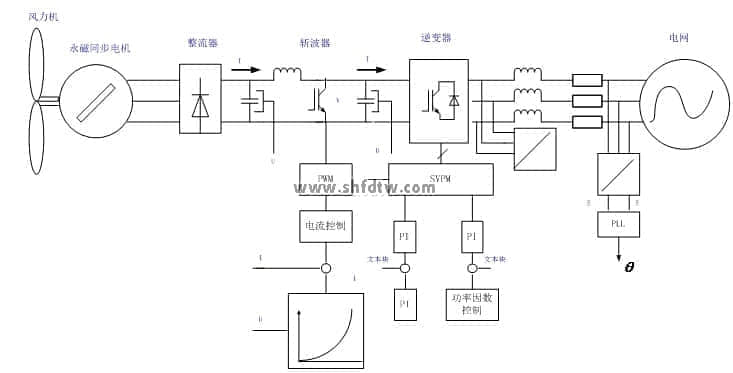 风力机
永磁同步电机
整流器
斩波器
逆变器
电网
I
I
U
U
PWM
SVPM
www.shfdtw.com
电流控制
PI
PI
PLL
文本块
文本块
θ
I
I
U
PI
功率因数
控制